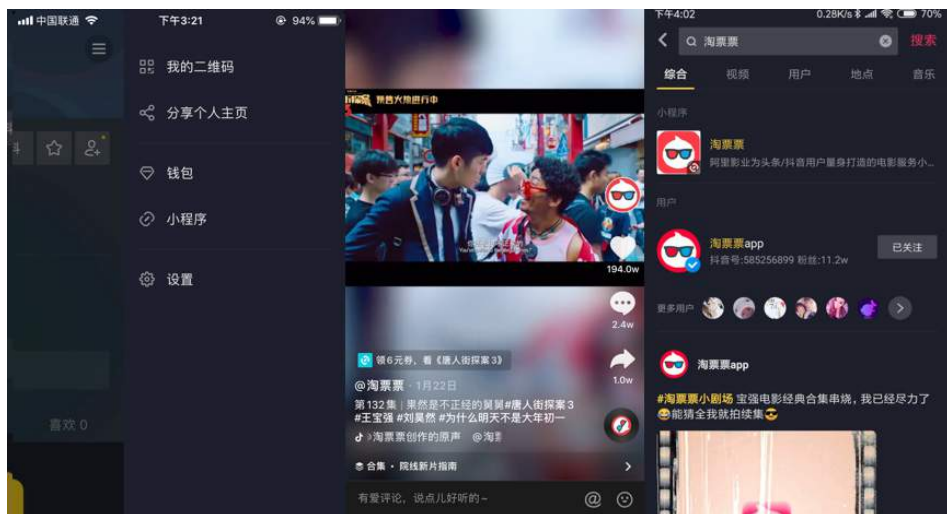 中国联通
下午3:21
94%
我的二维码
分享个人主页
钱包
小程序
设置
喜欢 0
预售火热进行中
194.0w
2.4w
1.0w
领6元券,看《唐人街探案3》
@淘票票 · 1月22日
第132集 | 果然是不正经的舅舅#唐人街探案3
#王宝强 #刘昊然 #为什么明天不是大年初一
淘票票创作的原声 @淘票
合集 · 院线新片指南
有爱评论,说点儿好听的~
下午4:02
0.28K/s
70%
淘票票
搜索
综合
视频
用户
地点
音乐
小程序
淘票票
阿里影业为头条/抖音用户量身打造的电影服务小...
用户
淘票票app
抖音号:585256899 粉丝:11.2w
已关注
更多用户
淘票票app
#淘票票小剧场 宝强电影经典合集串烧,我已经尽力了
能猜全我就拍续集